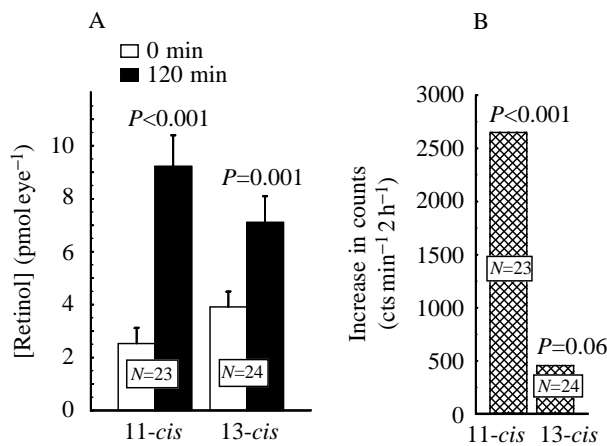 A
0 min
120 min
[Retinol] (pmol eye⁻¹)
10
8
6
4
2
0
P<0.001
P=0.001
N=23
N=24
11-cis
13-cis
B
Increase in counts
(cts min⁻¹ 2 h⁻¹)
3000
2500
2000
1500
1000
500
0
P<0.001
N=23
P=0.06
N=24
11-cis
13-cis